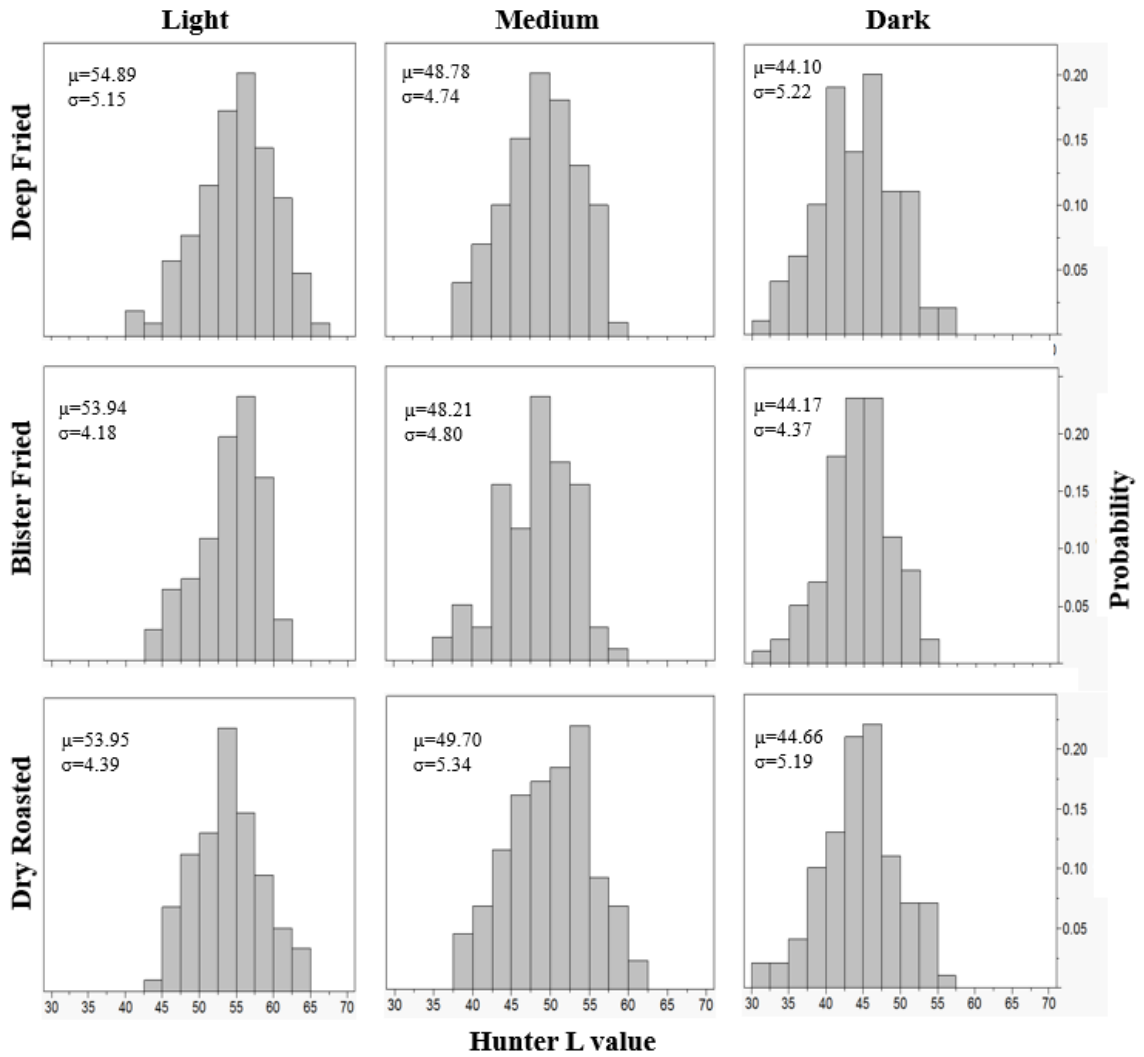 Light Medium Dark
Deep Fried
μ=54.89
σ=5.15
μ=48.78
σ=4.74
μ=44.10
σ=5.22
0.20
0.15
0.10
0.05
Blister Fried
μ=53.94
σ=4.18
μ=48.21
σ=4.80
μ=44.17
σ=4.37
0.20
0.15
0.10
0.05
Probability
Dry Roasted
μ=53.95
σ=4.39
μ=49.70
σ=5.34
μ=44.66
σ=5.19
0.20
0.15
0.10
0.05
30 35 40 45 50 55 60 65 70
30 35 40 45 50 55 60 65 70
30 35 40 45 50 55 60 65 70
Hunter L value